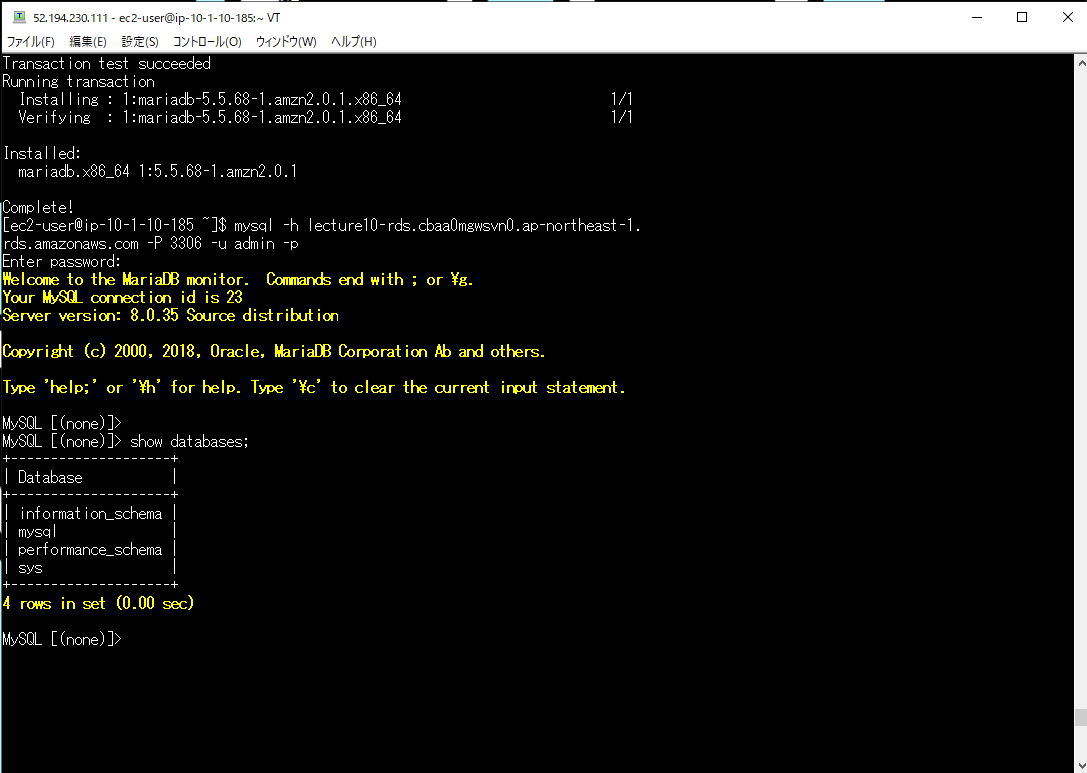 52.194.230.111 - ec2-user@ip-10-1-10-185:~ VT
ファイル(F) 編集(E) 設定(S) コントロール(O) ウィンドウ(W) ヘルプ(H)
Transaction test succeeded
Running transaction
  Installing : 1:mariadb-5.5.68-1.amzn2.0.1.x86_64                          1/1
  Verifying  : 1:mariadb-5.5.68-1.amzn2.0.1.x86_64                          1/1
Installed:
  mariadb.x86_64 1:5.5.68-1.amzn2.0.1
Complete!
[ec2-user@ip-10-1-10-185 ~]$ mysql -h lecture10-rds.cbaa0mgwsvn0.ap-northeast-1.
rds.amazonaws.com -P 3306 -u admin -p
Enter password:
Welcome to the MariaDB monitor.  Commands end with ; or ¥g.
Your MySQL connection id is 23
Server version: 8.0.35 Source distribution
Copyright (c) 2000, 2018, Oracle, MariaDB Corporation Ab and others.
Type 'help;' or '¥h' for help. Type '¥c' to clear the current input statement.
MySQL [(none)]>
MySQL [(none)]> show databases;
+--------------------+
| Database           |
+--------------------+
| information_schema |
| mysql              |
| performance_schema |
| sys                |
+--------------------+
4 rows in set (0.00 sec)
MySQL [(none)]>